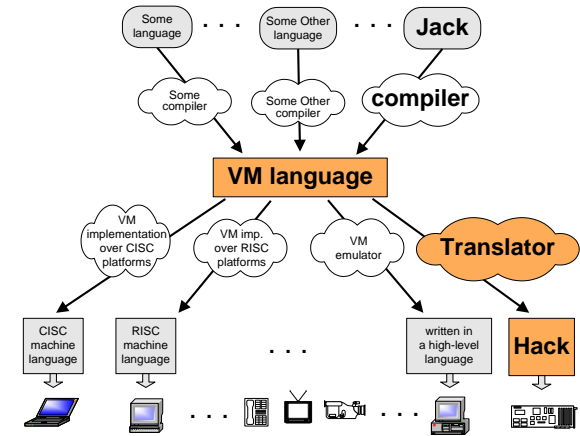 Some
language
. . .
Some Other
language
. . .
Jack
Some
compiler
Some Other
compiler
compiler
VM language
VM
implementation
over CISC
platforms
VM imp.
over RISC
platforms
VM
emulator
Translator
CISC
machine
language
RISC
machine
language
. . .
written in
a high-level
language
Hack
. . .
. . .